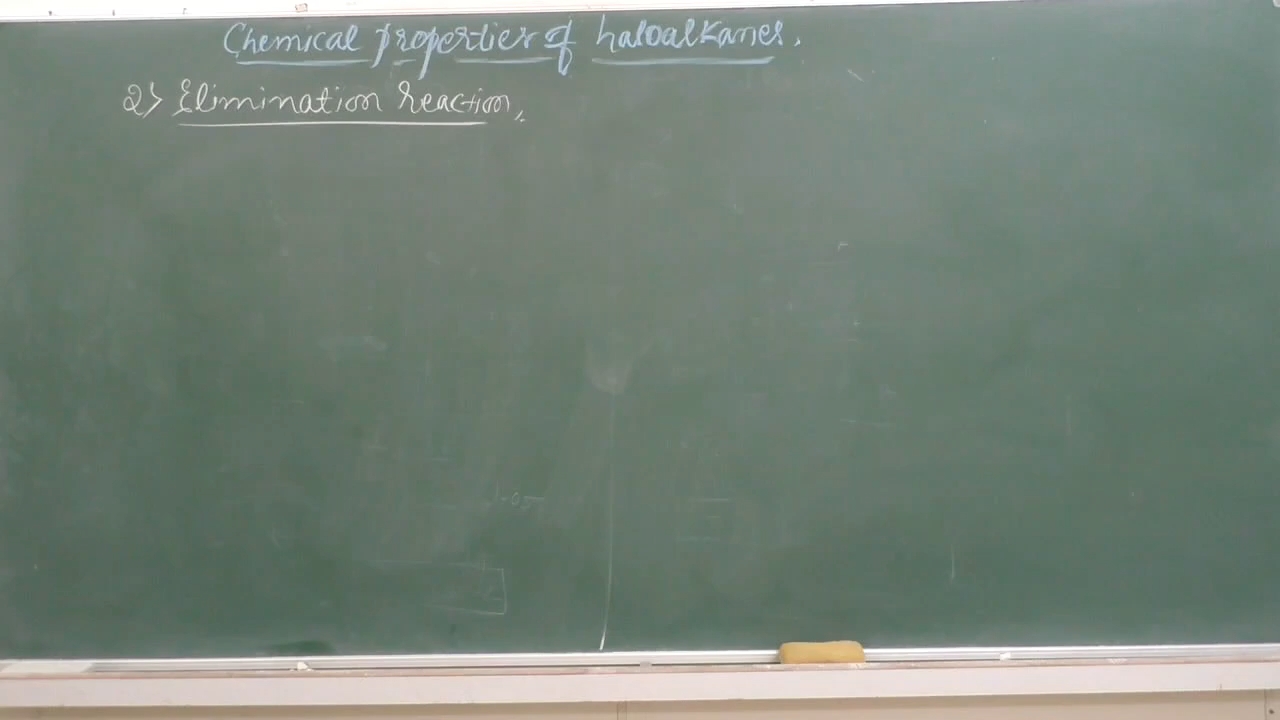 Chemical properties of haloalkanes.
2) Elimination reaction.